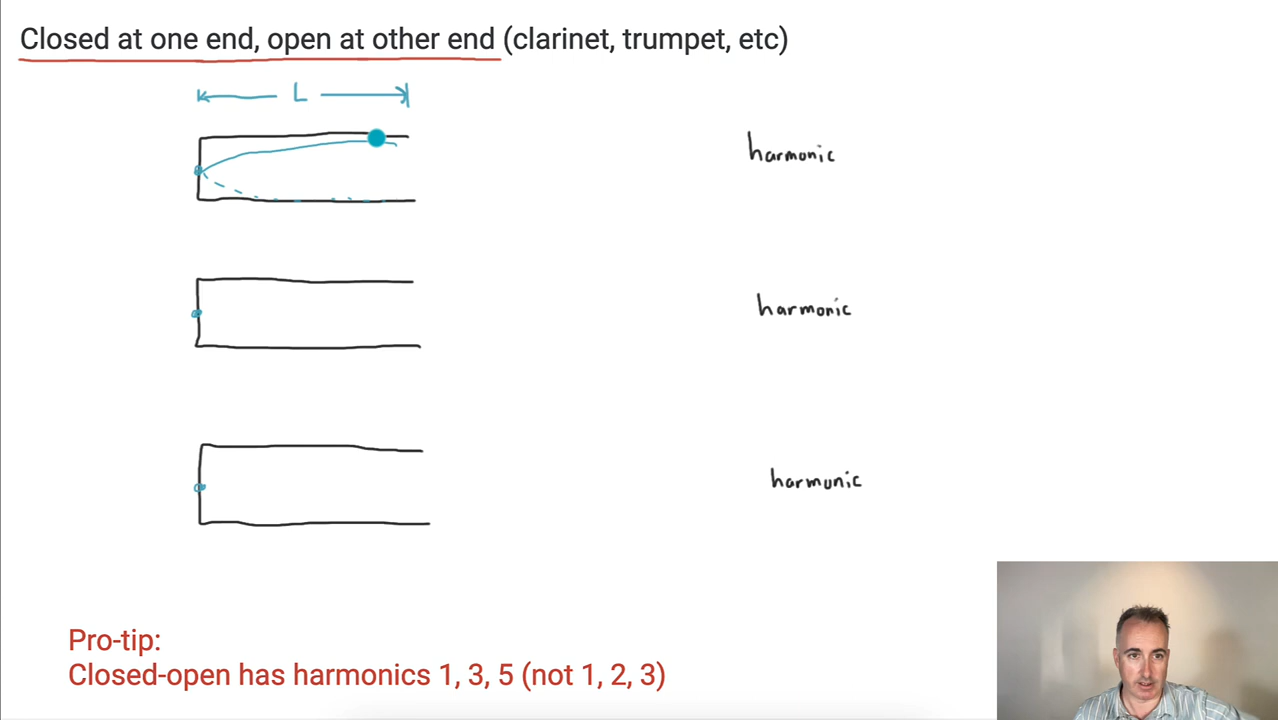 Closed at one end, open at other end (clarinet, trumpet, etc)
L
harmonic
harmonic
harmonic
Pro-tip:
Closed-open has harmonics 1, 3, 5 (not 1, 2, 3)